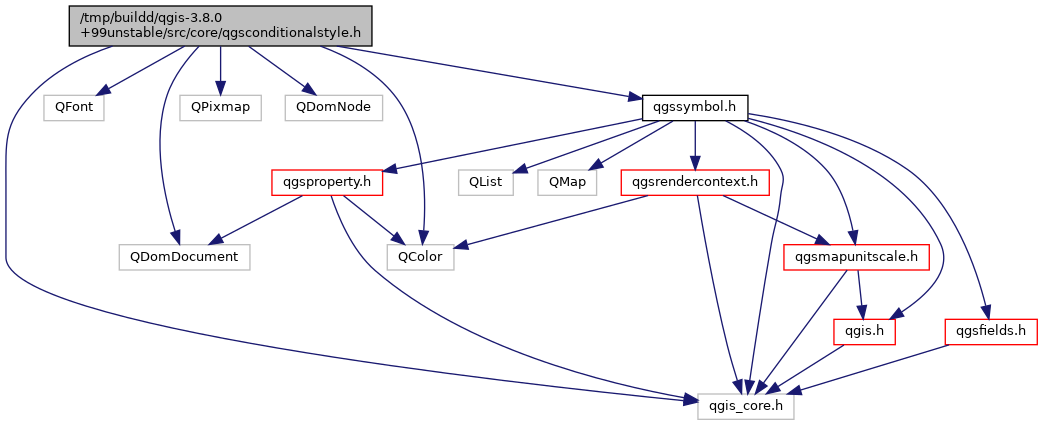 /tmp/buildd/qgis-3.8.0
+99unstable/src/core/qgsconditionalstyle.h
QFont
QPixmap
QDomNode
qgssymbol.h
qgsproperty.h
QList
QMap
qgsrendercontext.h
QDomDocument
QColor
qgsmapunitscale.h
qgis.h
qgsfields.h
qgis_core.h